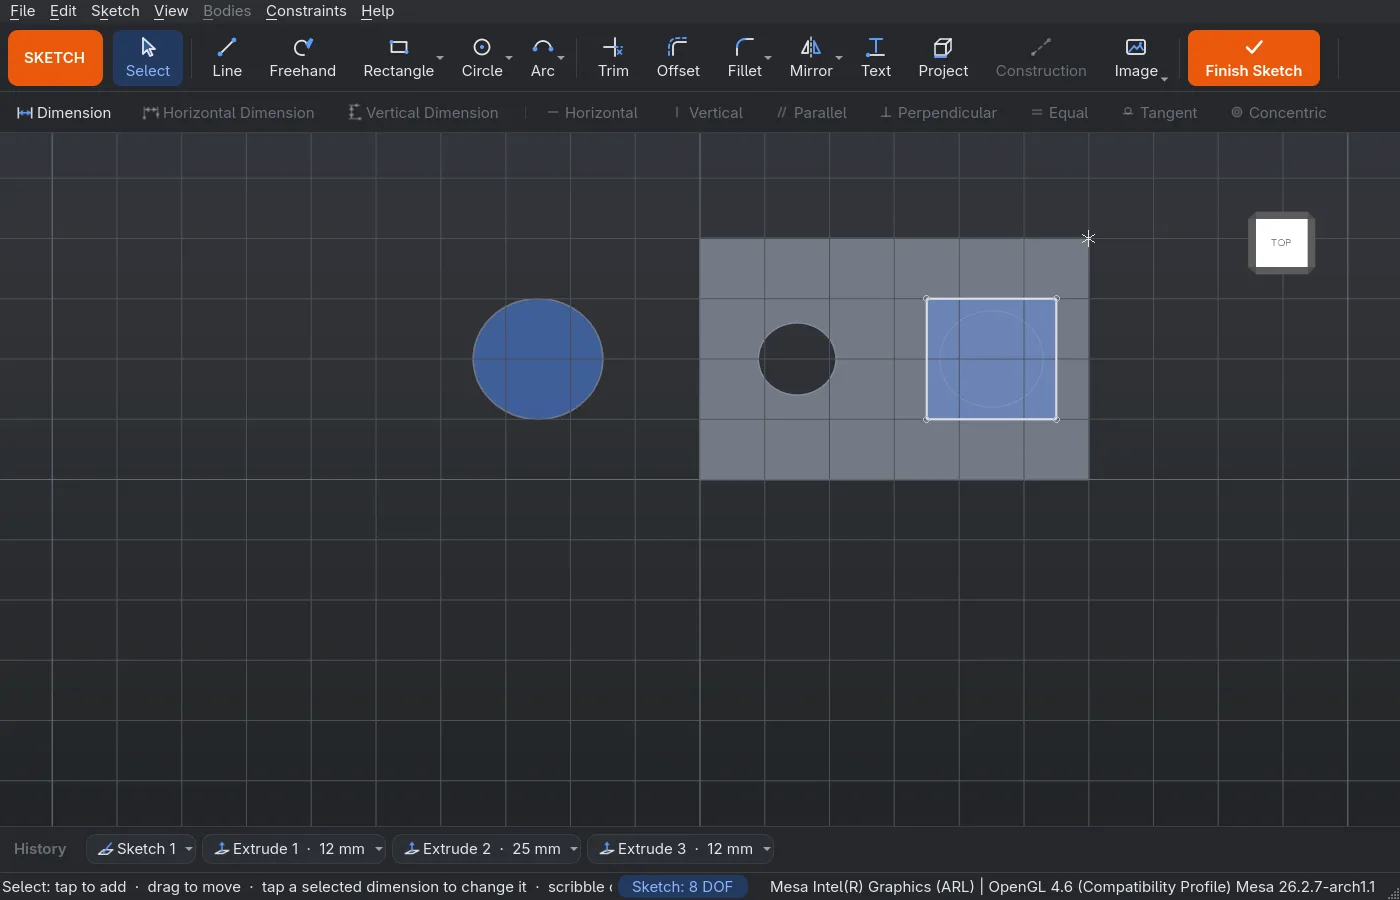 File Edit Sketch View Bodies Constraints Help
SKETCH Select Line Freehand Rectangle Circle Arc Trim Offset Fillet Mirror Text Project Construction Image Finish Sketch
Dimension Horizontal Dimension Vertical Dimension Horizontal Vertical Parallel Perpendicular Equal Tangent Concentric
TOP
History Sketch 1 Extrude 1 · 12 mm Extrude 2 · 25 mm Extrude 3 · 12 mm
Select: tap to add · drag to move · tap a selected dimension to change it · scribble Sketch: 8 DOF Mesa Intel(R) Graphics (ARL) | OpenGL 4.6 (Compatibility Profile) Mesa 26.2.7-arch1.1